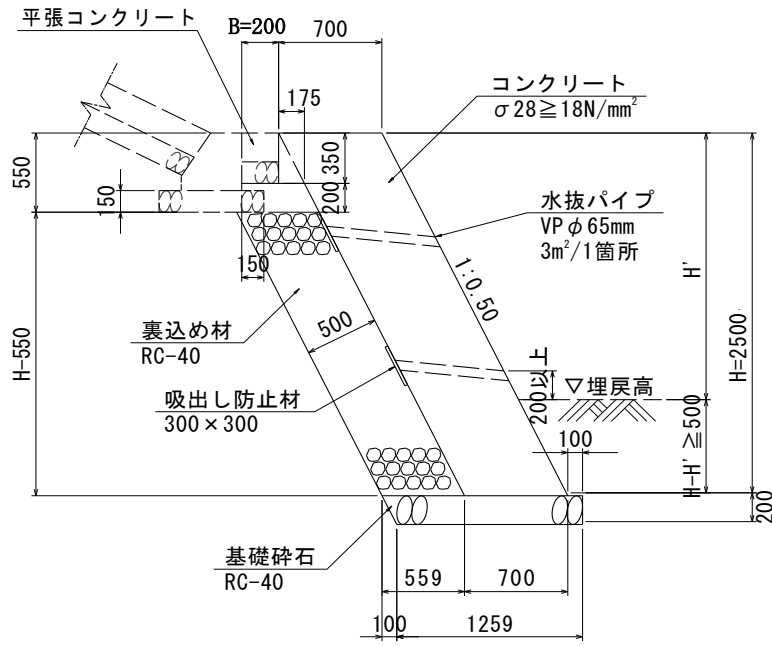 平張コンクリート
B=200
700
175
コンクリート
σ28≧18N/mm²
550
150
350
200
水抜パイプ
VPφ65mm
3m²/1箇所
150
1:0.50
H'
裏込め材
RC-40
500
H-550
H=2500
吸出し防止材
300×300
200以上
▽埋戻高
100
H-H'≧500
200
基礎砕石
RC-40
559
700
100
1259